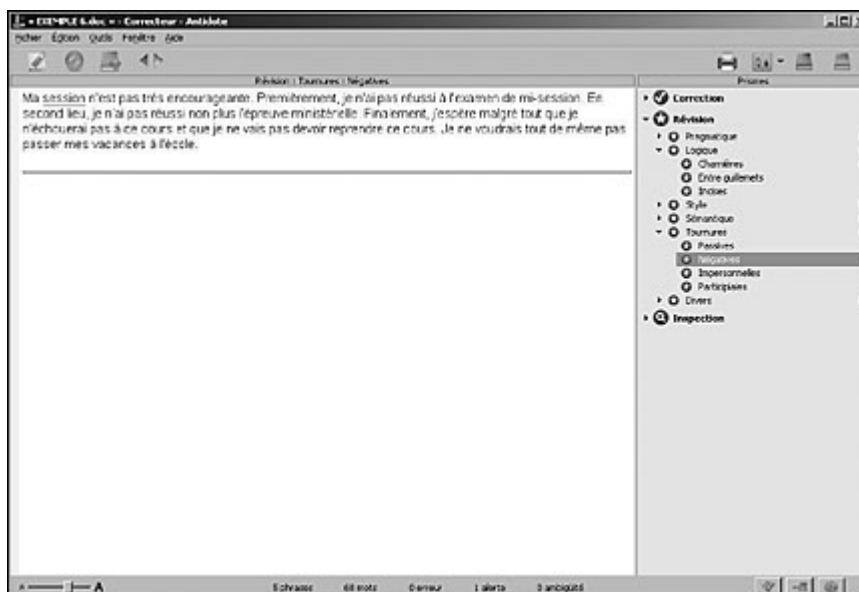 « EXEMPLE 6.doc » - Correcteur - Antidote
Fichier Édition Outils Fenêtre Aide
Révision : Tournures : Négatives
Prismes
Ma session n'est pas très encourageante. Premièrement, je n'ai pas réussi à l'examen de mi-session. En
second lieu, je n'ai pas réussi non plus l'épreuve ministérielle. Finalement, j'espère malgré tout que je
n'échouerai pas à ce cours et que je ne vais pas devoir reprendre ce cours. Je ne voudrais tout de même pas
passer mes vacances à l'école.
Correction
Révision
Pragmatique
Logique
Charnières
Entre guillemets
Incises
Style
Sémantique
Tournures
Passives
Négatives
Impersonnelles
Participiales
Divers
Inspection
A A
5 phrases 68 mots 0 erreur 1 alerte 0 ambiguïté